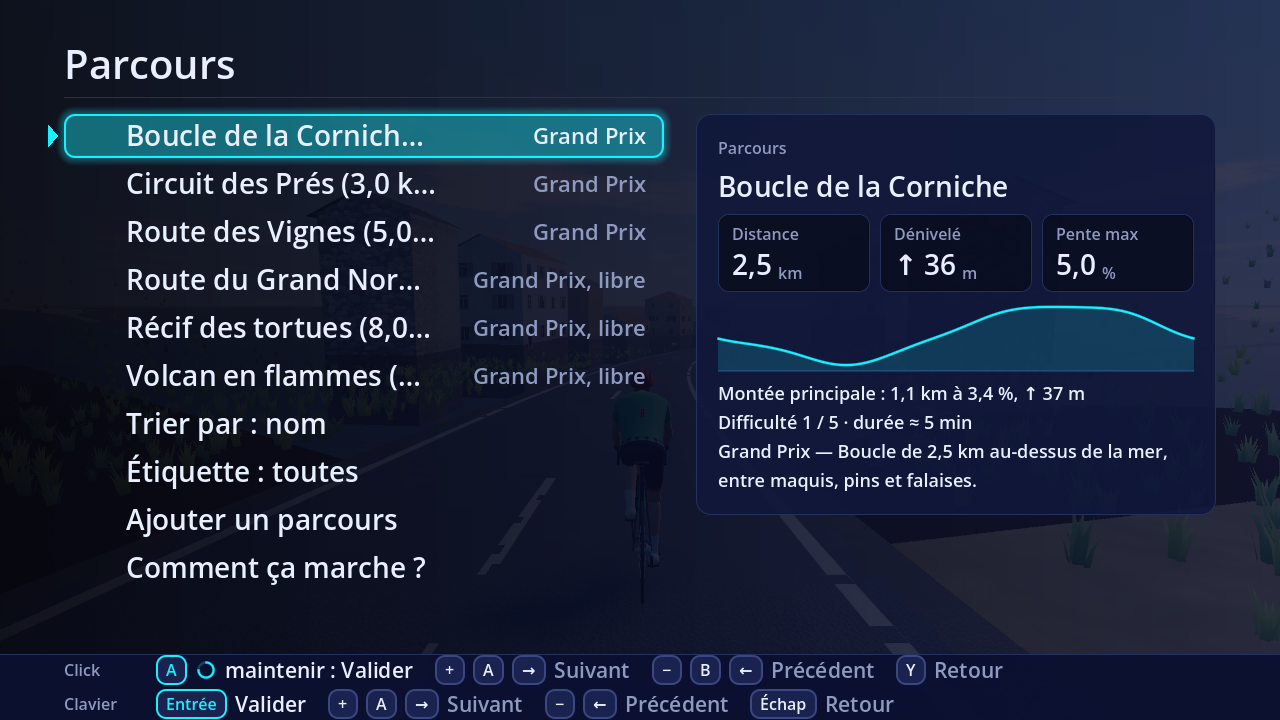 Parcours
Boucle de la Cornich... Grand Prix
Circuit des Prés (3,0 k... Grand Prix
Route des Vignes (5,0... Grand Prix
Route du Grand Nor... Grand Prix, libre
Récif des tortues (8,0... Grand Prix, libre
Volcan en flammes (... Grand Prix, libre
Trier par : nom
Étiquette : toutes
Ajouter un parcours
Comment ça marche ?
Parcours
Boucle de la Corniche
Distance Dénivelé Pente max
2,5 km ↑ 36 m 5,0 %
Montée principale : 1,1 km à 3,4 %, ↑ 37 m
Difficulté 1 / 5 · durée ≈ 5 min
Grand Prix — Boucle de 2,5 km au-dessus de la mer,
entre maquis, pins et falaises.
Click A maintenir : Valider + A → Suivant − B ← Précédent Y Retour
Clavier Entrée Valider + A → Suivant − ← Précédent Échap Retour